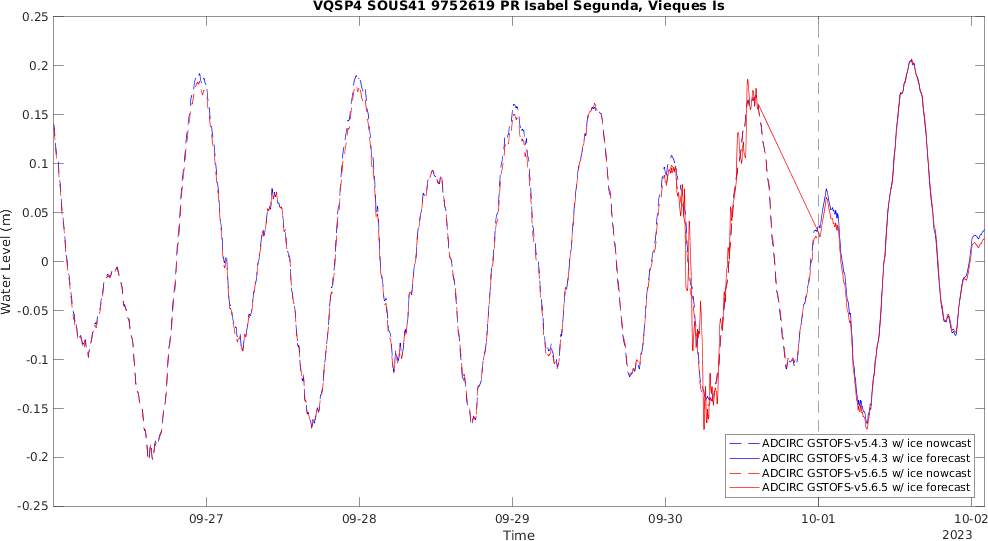 VQSP4 SOUS41 9752619 PR Isabel Segunda, Vieques Is
0.25
0.2
0.15
0.1
0.05
0
-0.05
-0.1
-0.15
-0.2
-0.25
Water Level (m)
ADCIRC GSTOFS-v5.4.3 w/ ice nowcast
ADCIRC GSTOFS-v5.4.3 w/ ice forecast
ADCIRC GSTOFS-v5.6.5 w/ ice nowcast
ADCIRC GSTOFS-v5.6.5 w/ ice forecast
09-27 09-28 09-29 09-30 10-01 10-02
Time
2023